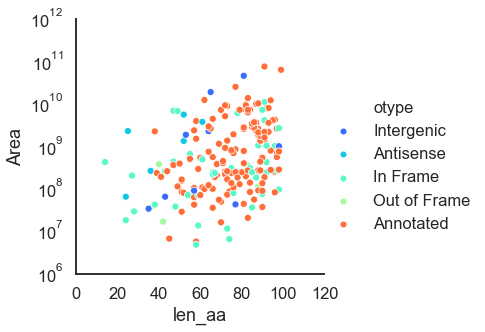 10^12
10^11
10^10
10^9
10^8
10^7
10^6
Area
0 20 40 60 80 100 120
len_aa
otype
Intergenic
Antisense
In Frame
Out of Frame
Annotated